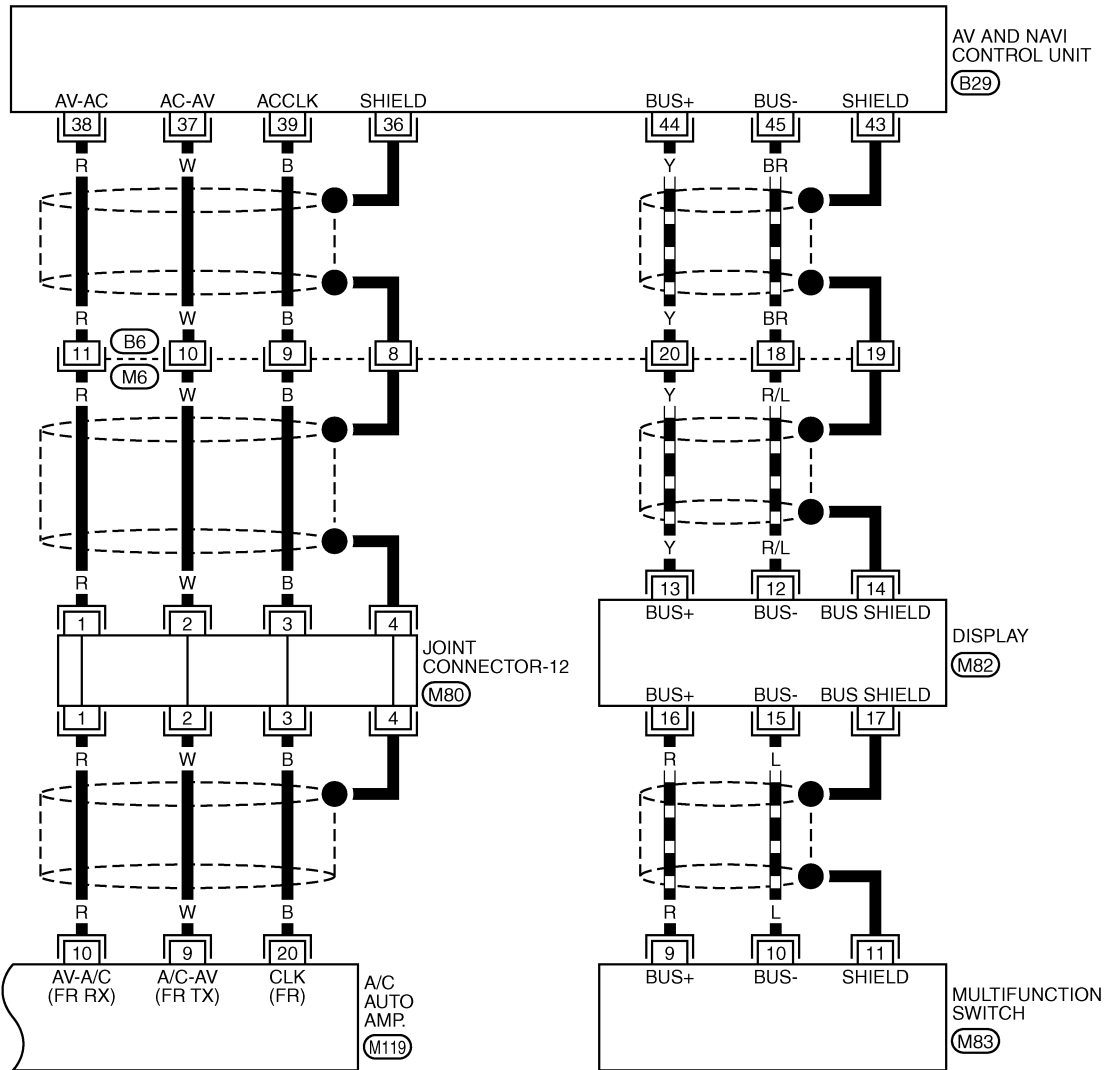 AV AND NAVI
CONTROL UNIT
B29
AV-AC AC-AV ACCLK SHIELD BUS+ BUS- SHIELD
38 37 39 36 44 45 43
R W B Y BR
R W B Y BR
B6
11 10 9 8 20 18 19
M6
R W B Y R/L
R W B Y R/L
13 12 14
BUS+ BUS- BUS SHIELD
1 2 3 4
DISPLAY
M82
JOINT
CONNECTOR-12
M80
BUS+ BUS- BUS SHIELD
1 2 3 4 16 15 17
R W B R L
R W B R L
10 9 20 9 10 11
AV-A/C A/C-AV CLK BUS+ BUS- SHIELD
(FR RX) (FR TX) (FR)
A/C
AUTO
AMP.
M119
MULTIFUNCTION
SWITCH
M83